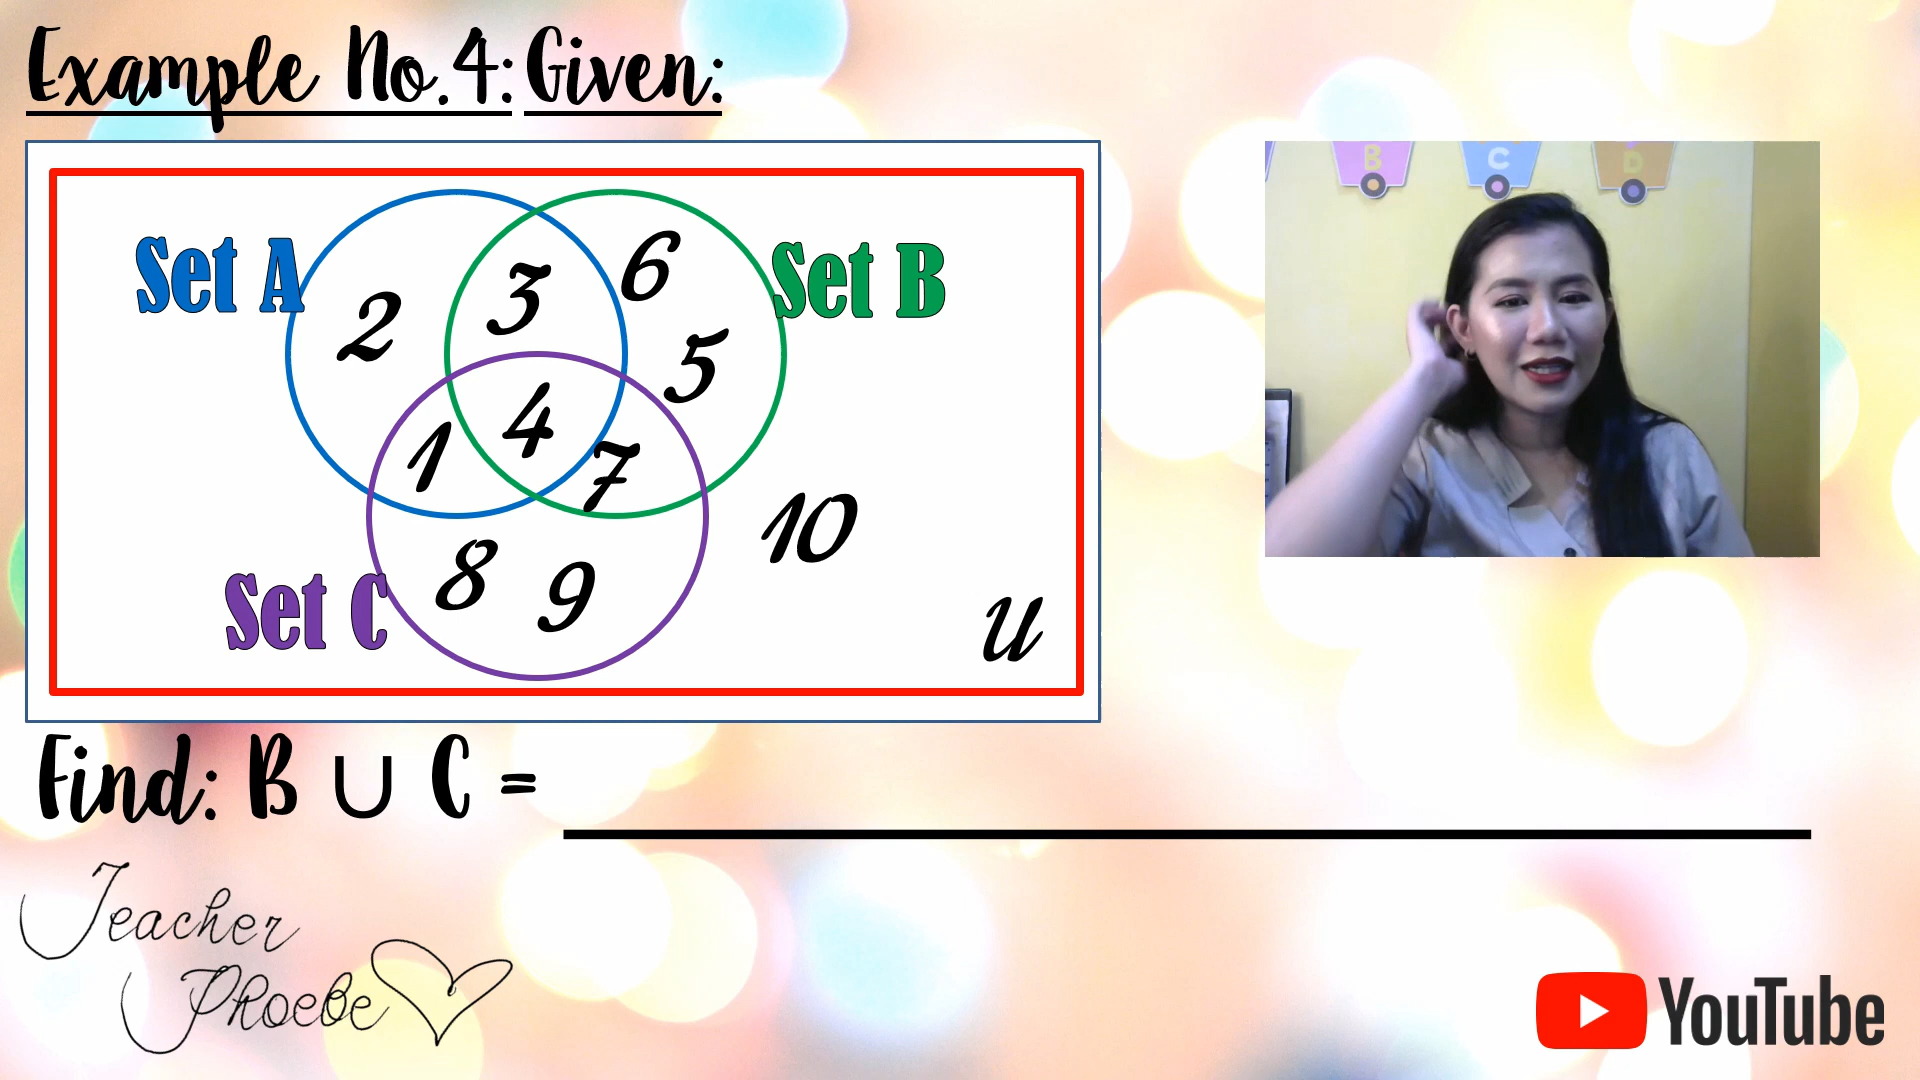 Example No.4: Given:
B C D
Set A
Set B
2
3
6
5
4
1
7
10
8
9
Set C
U
Find: B ∪ C =
Teacher
Phoebe
YouTube